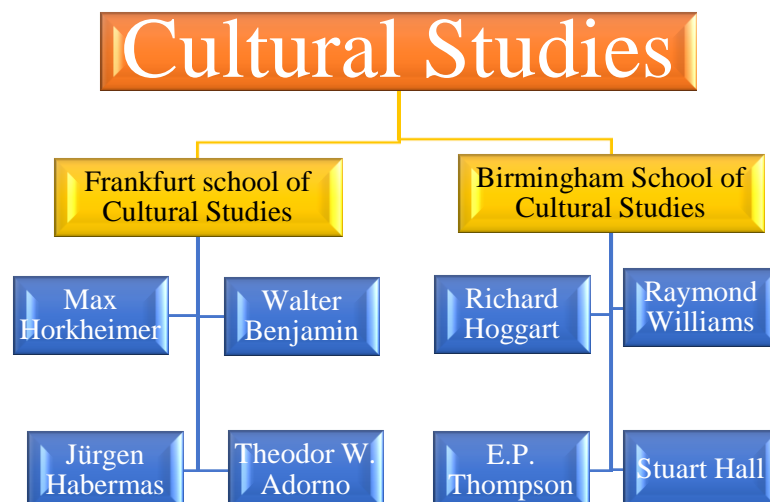 Cultural Studies
Frankfurt school of
Cultural Studies
Birmingham School of
Cultural Studies
Max
Horkheimer
Walter
Benjamin
Richard
Hoggart
Raymond
Williams
Jürgen
Habermas
Theodor W.
Adorno
E.P.
Thompson
Stuart Hall